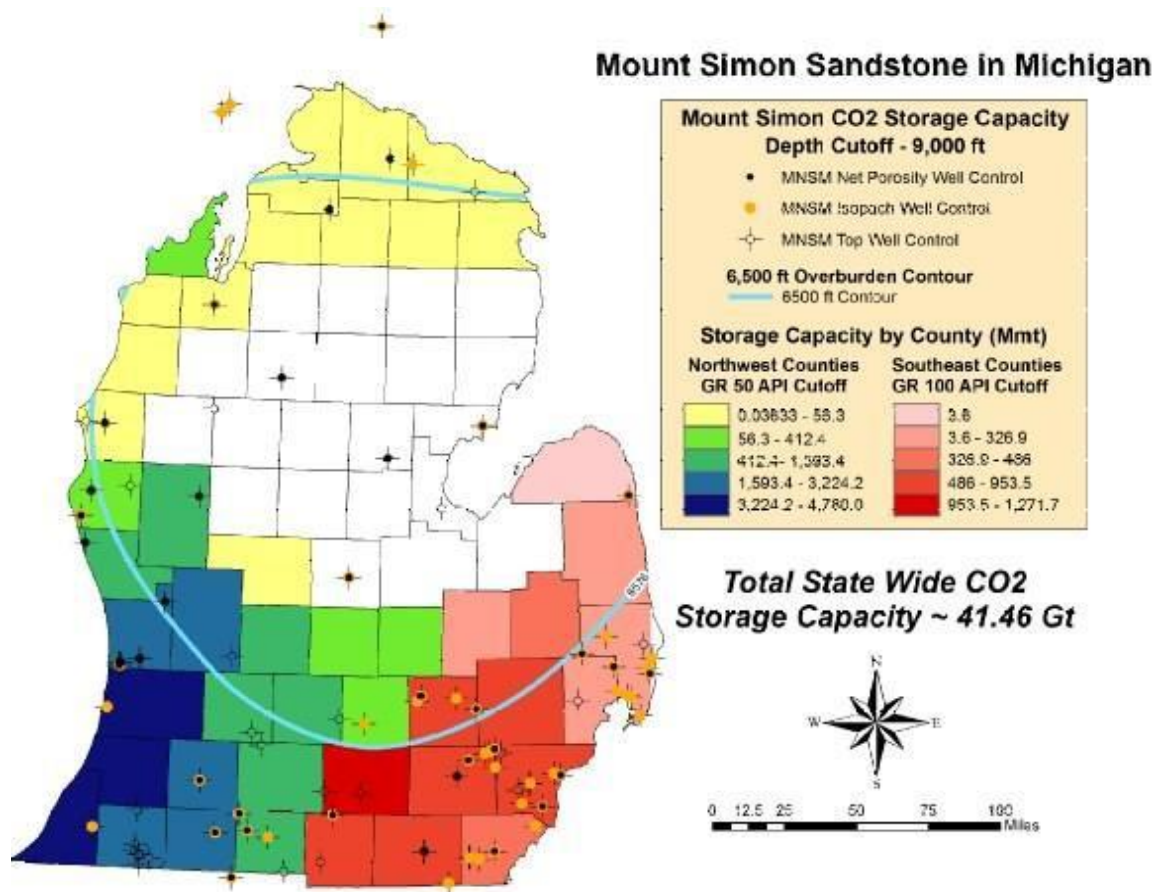 Mount Simon Sandstone in Michigan
Mount Simon CO2 Storage Capacity
Depth Cutoff - 9,000 ft
MNSM Net Porosity Well Control
MNSM Isopach Well Control
MNSM Top Well Control
6,500 ft Overburden Contour
6500 ft Contour
Storage Capacity by County (Mmt)
Northwest Counties
GR 50 API Cutoff
0.03833 - 56.3
56.3 - 412.4
412.4 - 1,593.4
1,593.4 - 3,224.2
3,224.2 - 4,780.0
Southeast Counties
GR 100 API Cutoff
3.6
3.6 - 326.9
326.9 - 486
486 - 953.5
953.5 - 1,271.7
Total State Wide CO2
Storage Capacity ~ 41.46 Gt
N
W
E
S
0 12.5 25 50 75 100
Miles